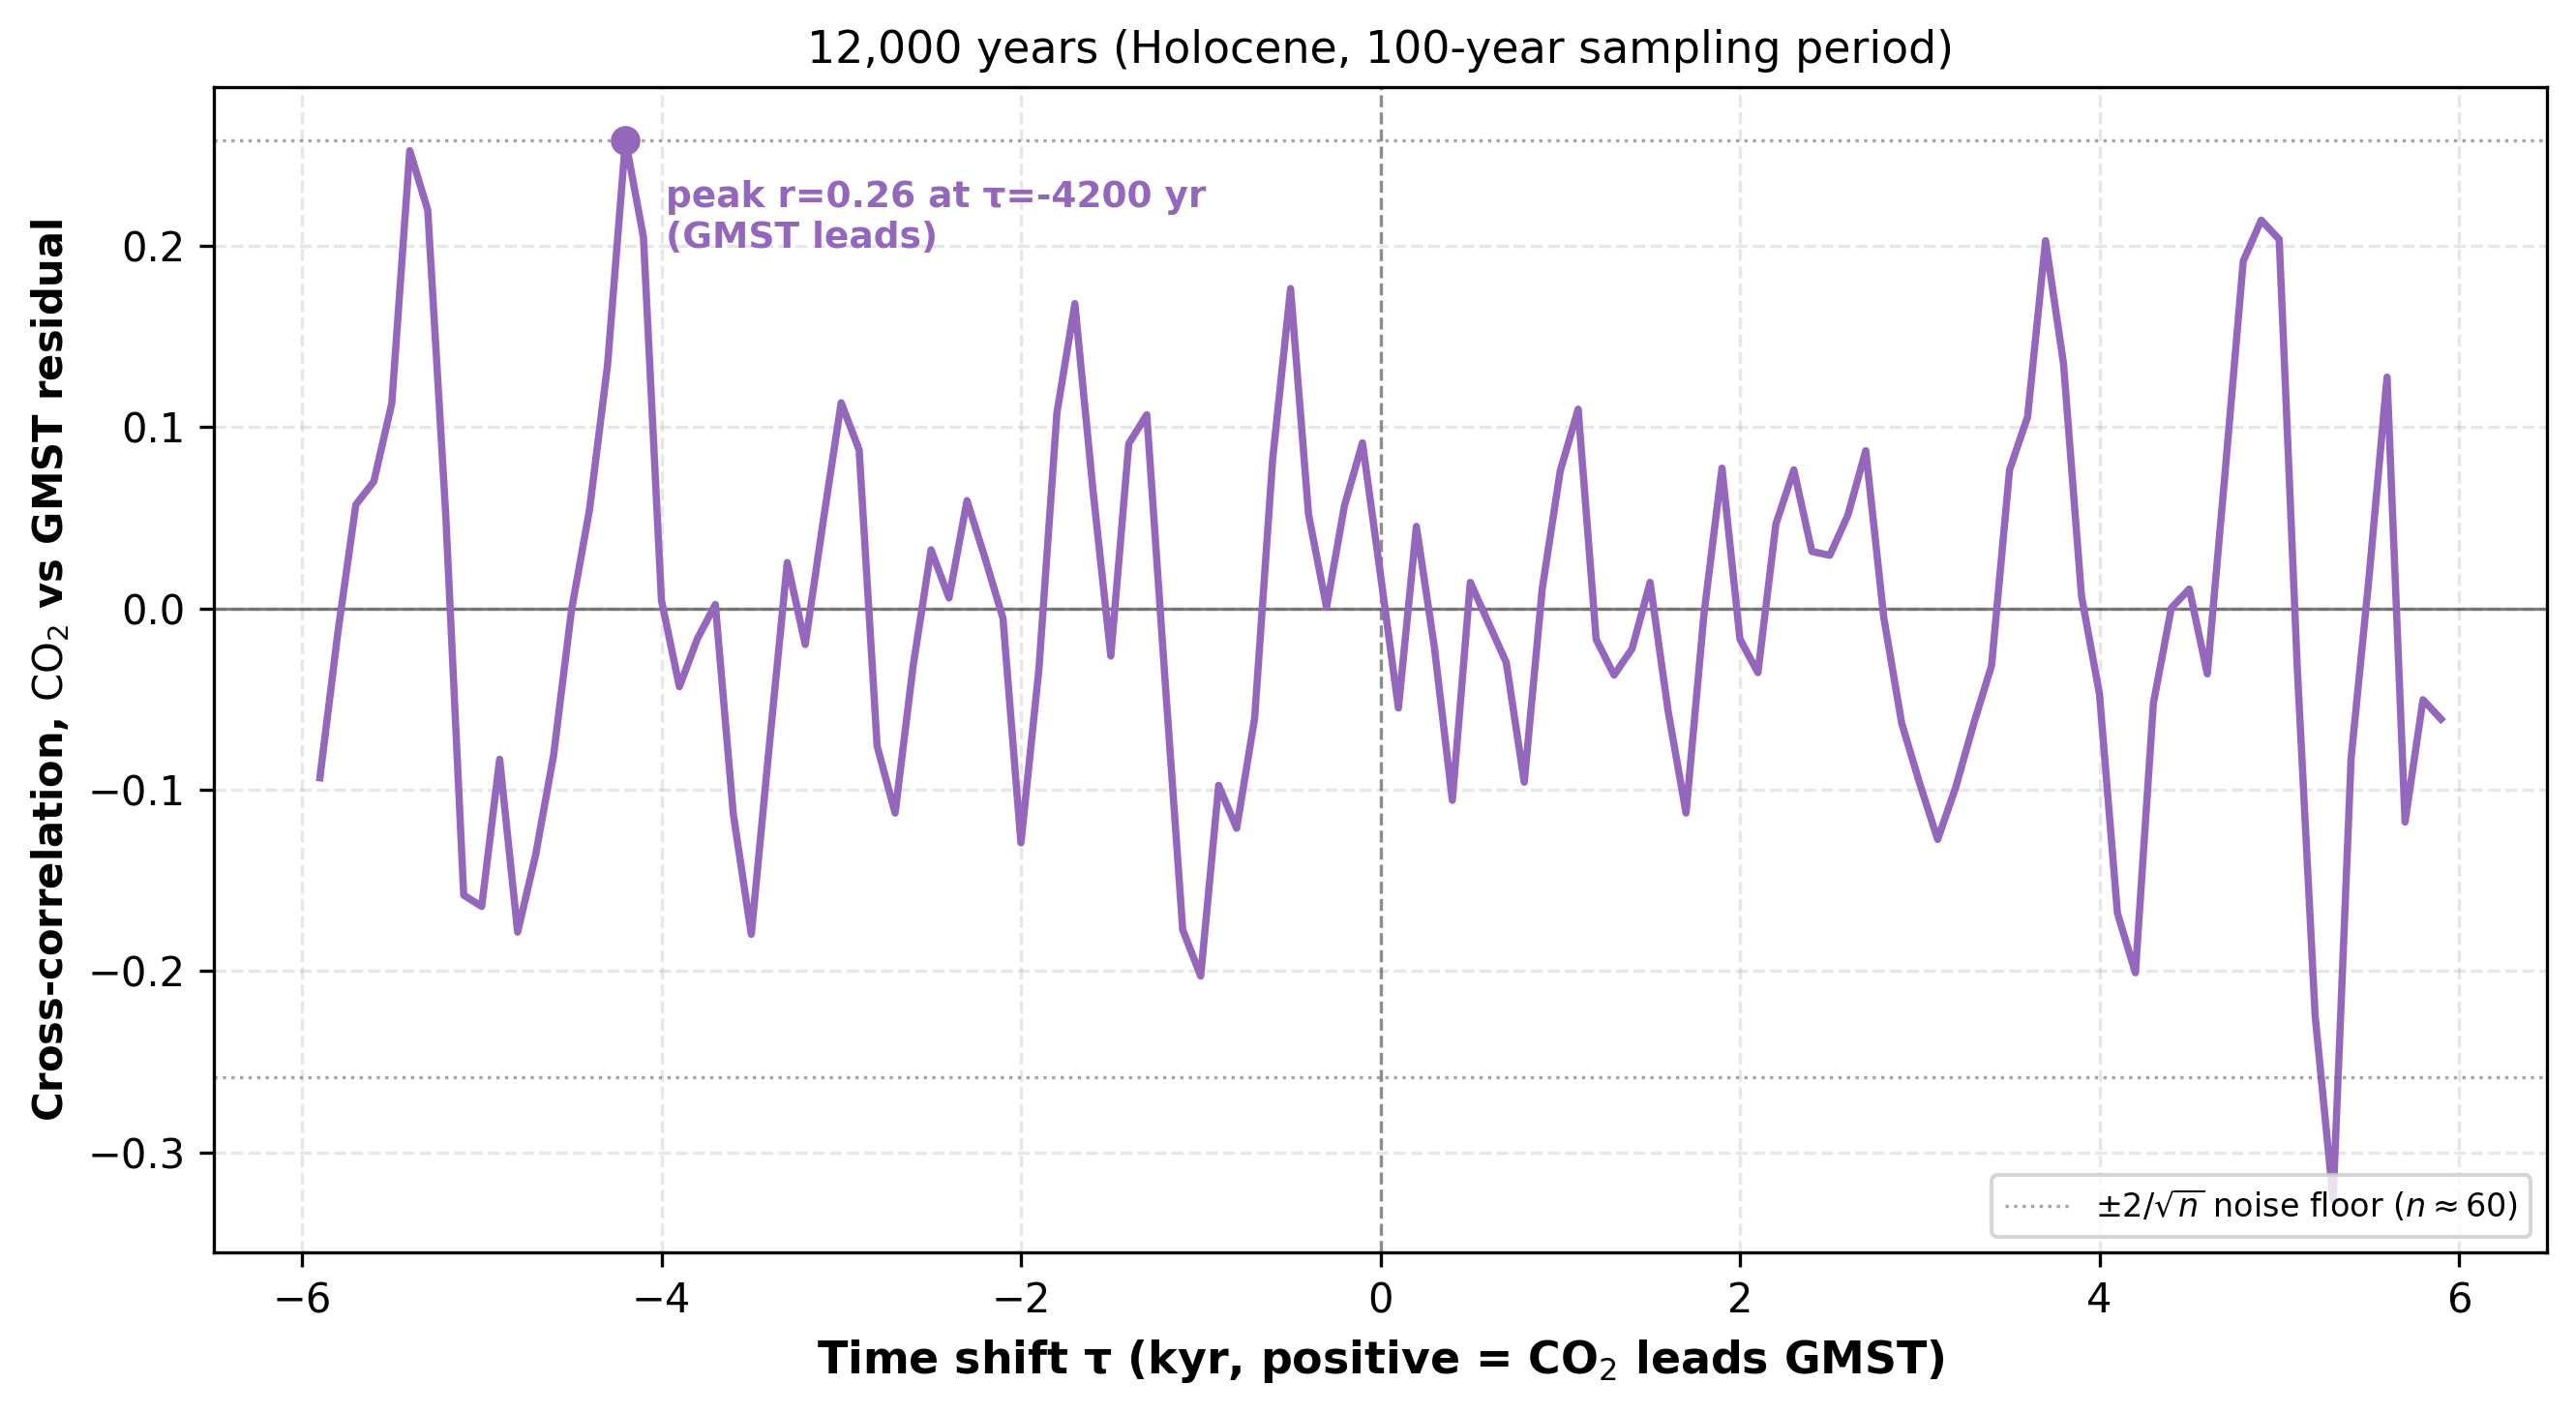 12,000 years (Holocene, 100-year sampling period)
Cross-correlation, CO₂ vs GMST residual
0.2
0.1
0.0
−0.1
−0.2
−0.3
peak r=0.26 at τ=-4200 yr
(GMST leads)
±2/√n noise floor (n ≈ 60)
−6 −4 −2 0 2 4 6
Time shift τ (kyr, positive = CO₂ leads GMST)